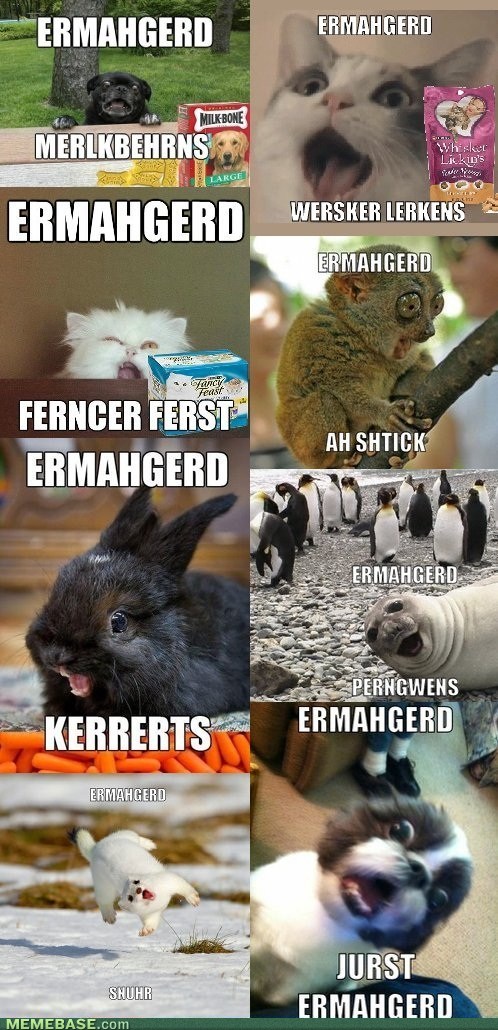 ERMAHGERD
MILK-BONE
LARGE
MERLKBEHRNS
ERMAHGERD
Whisker
Lickin's
WERSKER LERKENS
ERMAHGERD
Fancy
Feast
FERNCER FERST
ERMAHGERD
AH SHTICK
ERMAHGERD
KERRERTS
ERMAHGERD
PERNGWENS
ERMAHGERD
SNUHR
ERMAHGERD
JURST
ERMAHGERD
MEMEBASE.com